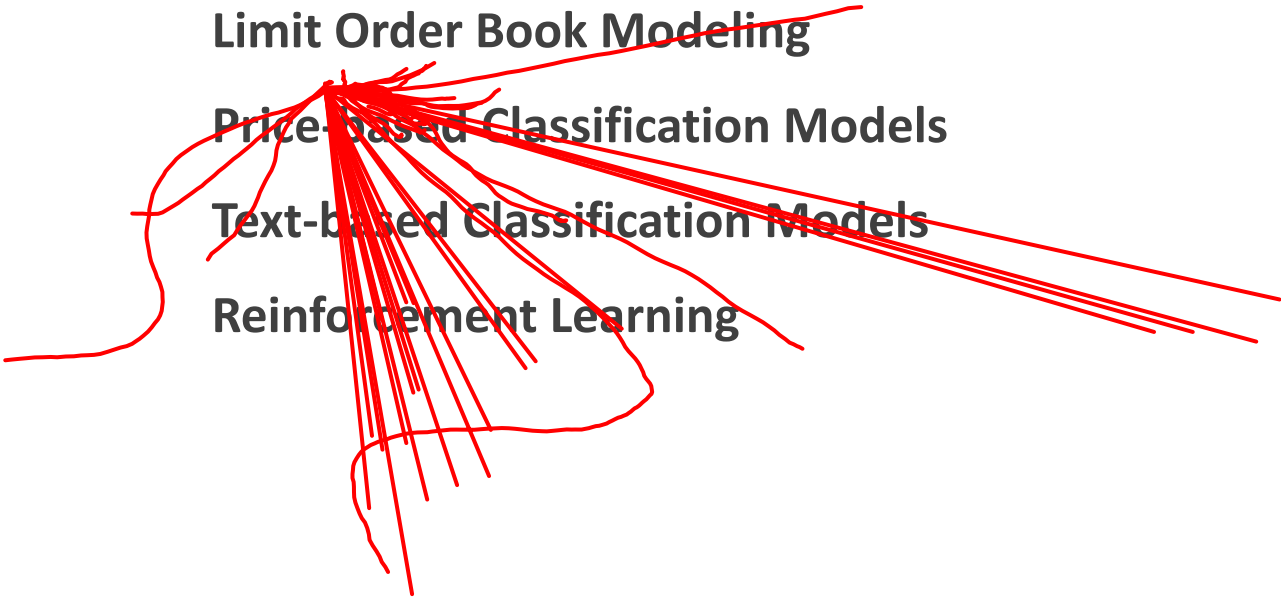 Limit Order Book Modeling
Price-based Classification Models
Text-based Classification Models
Reinforcement Learning